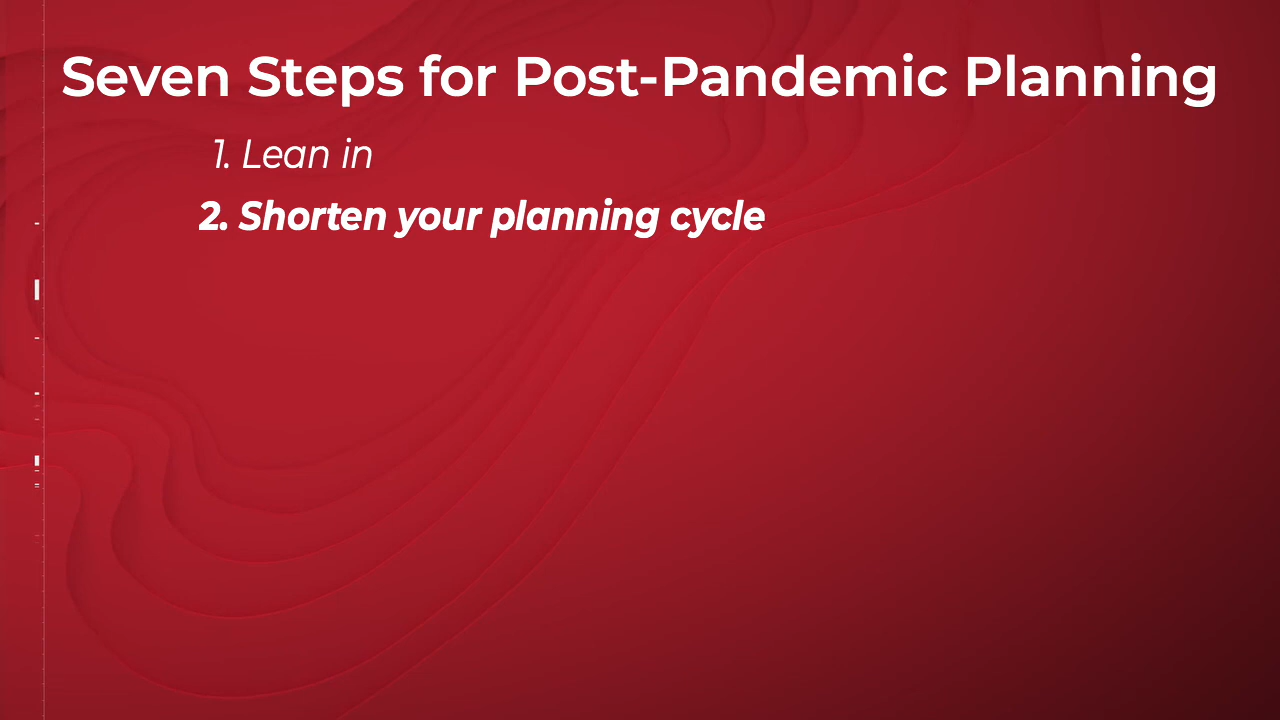 Seven Steps for Post-Pandemic Planning
1. Lean in
2. Shorten your planning cycle